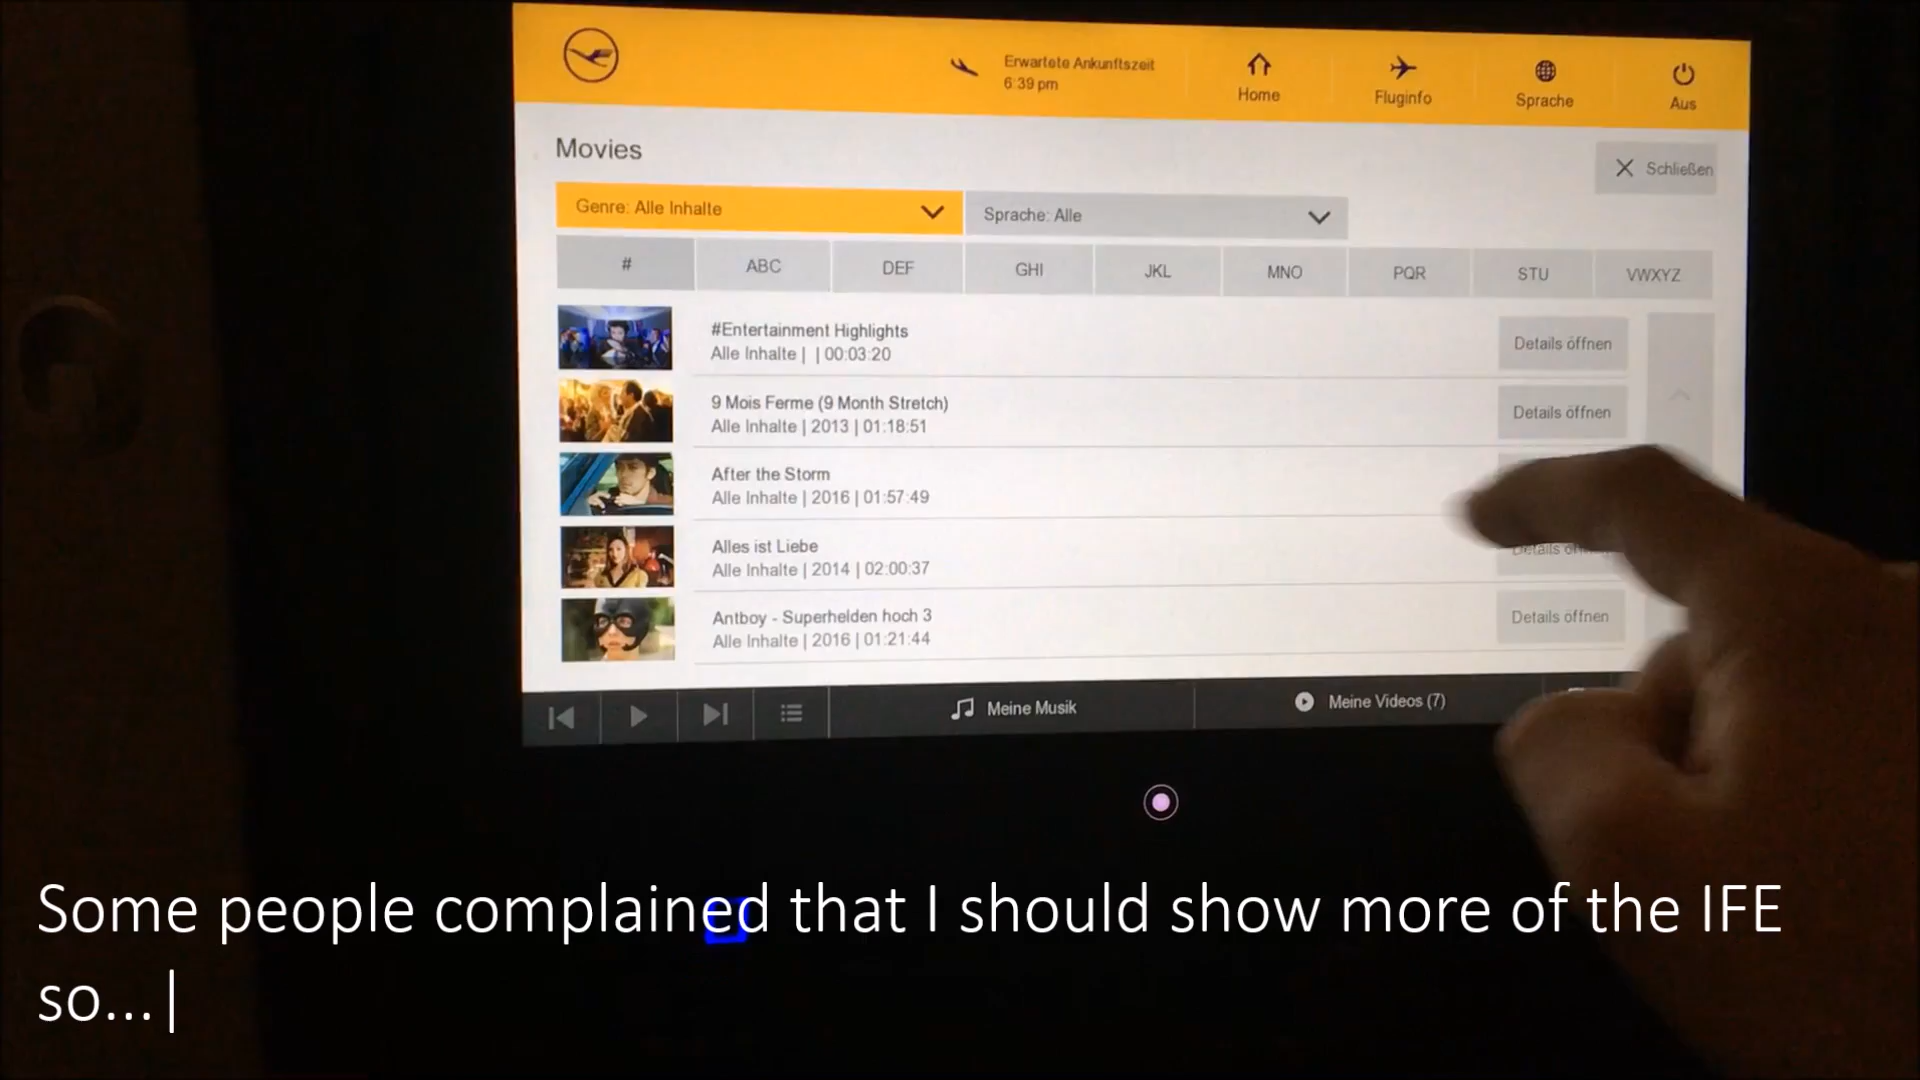 Erwartete Ankunftszeit
6:39 pm
Home
Fluginfo
Sprache
Aus
Movies
Schließen
Genre: Alle Inhalte
Sprache: Alle
#
ABC
DEF
GHI
JKL
MNO
PQR
STU
VWXYZ
#Entertainment Highlights
Alle Inhalte | | 00:03:20
Details öffnen
9 Mois Ferme (9 Month Stretch)
Alle Inhalte | 2013 | 01:18:51
Details öffnen
After the Storm
Alle Inhalte | 2016 | 01:57:49
Alles ist Liebe
Alle Inhalte | 2014 | 02:00:37
Details
Antboy - Superhelden hoch 3
Alle Inhalte | 2016 | 01:21:44
Details öffnen
Meine Musik
Meine Videos (7)
Some people complained that I should show more of the IFE
so...|